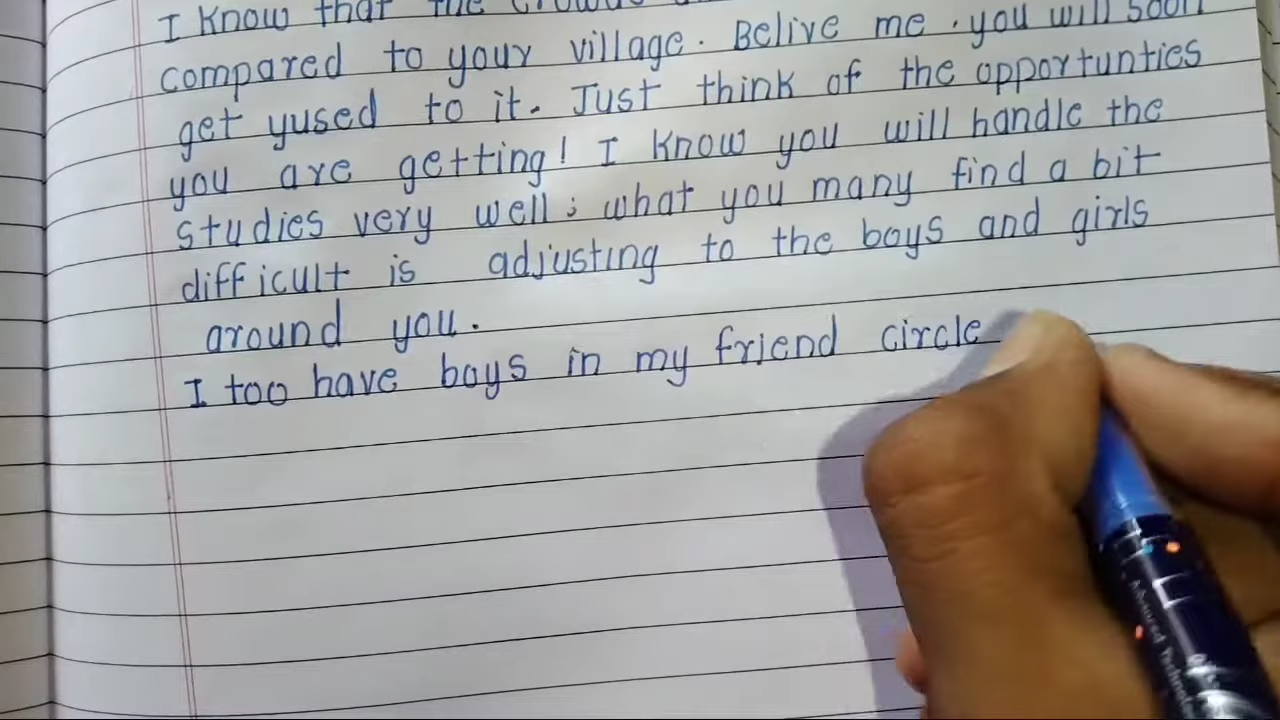 I Know that the crowds
compared to your village. Belive me . you will soon
get yused to it. Just think of the opportunties
you are getting! I Know you will handle the
studies very well; what you many find a bit
difficult is adjusting to the boys and girls
around you.
I too have boys in my friend circle